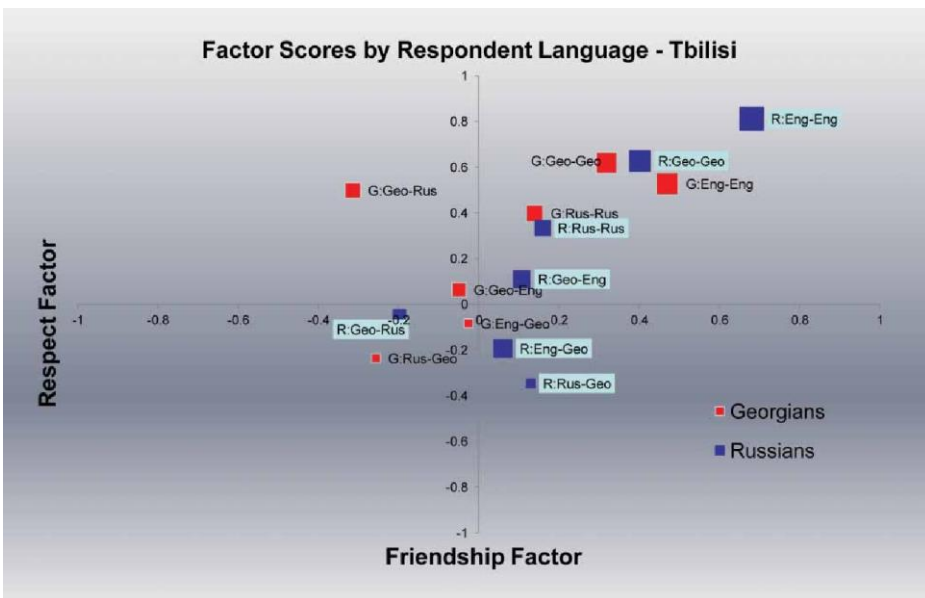 Factor Scores by Respondent Language - Tbilisi
1
0.8
R:Eng-Eng
G:Geo-Geo
R:Geo-Geo
0.6
G:Eng-Eng
G:Geo-Rus
0.4
G:Rus-Rus
R:Rus-Rus
0.2
R:Geo-Eng
G:Geo-Eng
0
-1
-0.8
-0.6
-0.4
-0.2
0
0.2
0.4
0.6
0.8
1
G:Eng-Geo
R:Geo-Rus
-0.2
R:Eng-Geo
G:Rus-Geo
R:Rus-Geo
-0.4
Georgians
-0.6
Russians
-0.8
-1
Respect Factor
Friendship Factor